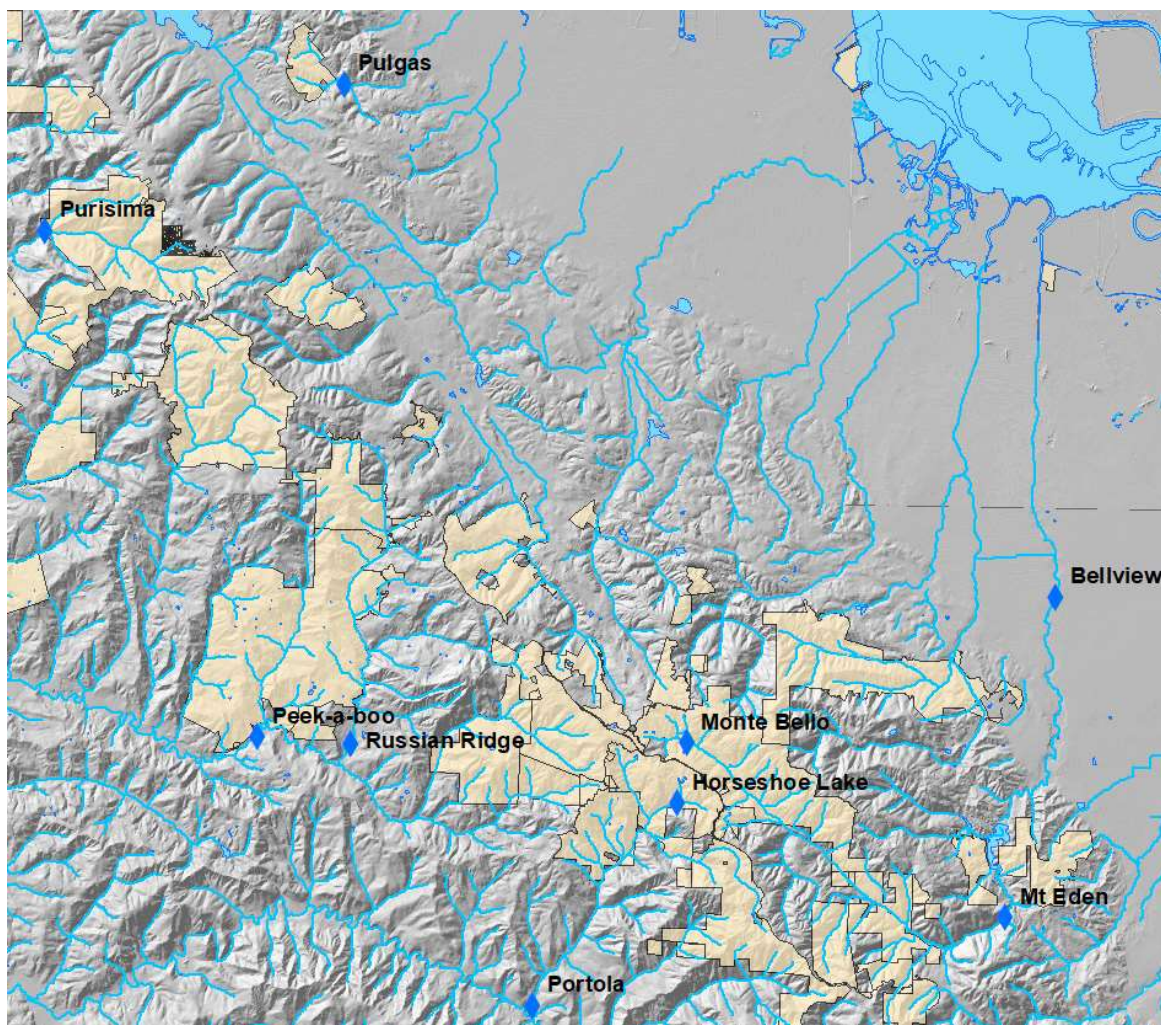 Pulgas
Purisima
Bellview
Peek-a-boo
Russian Ridge
Monte Bello
Horseshoe Lake
Mt Eden
Portola